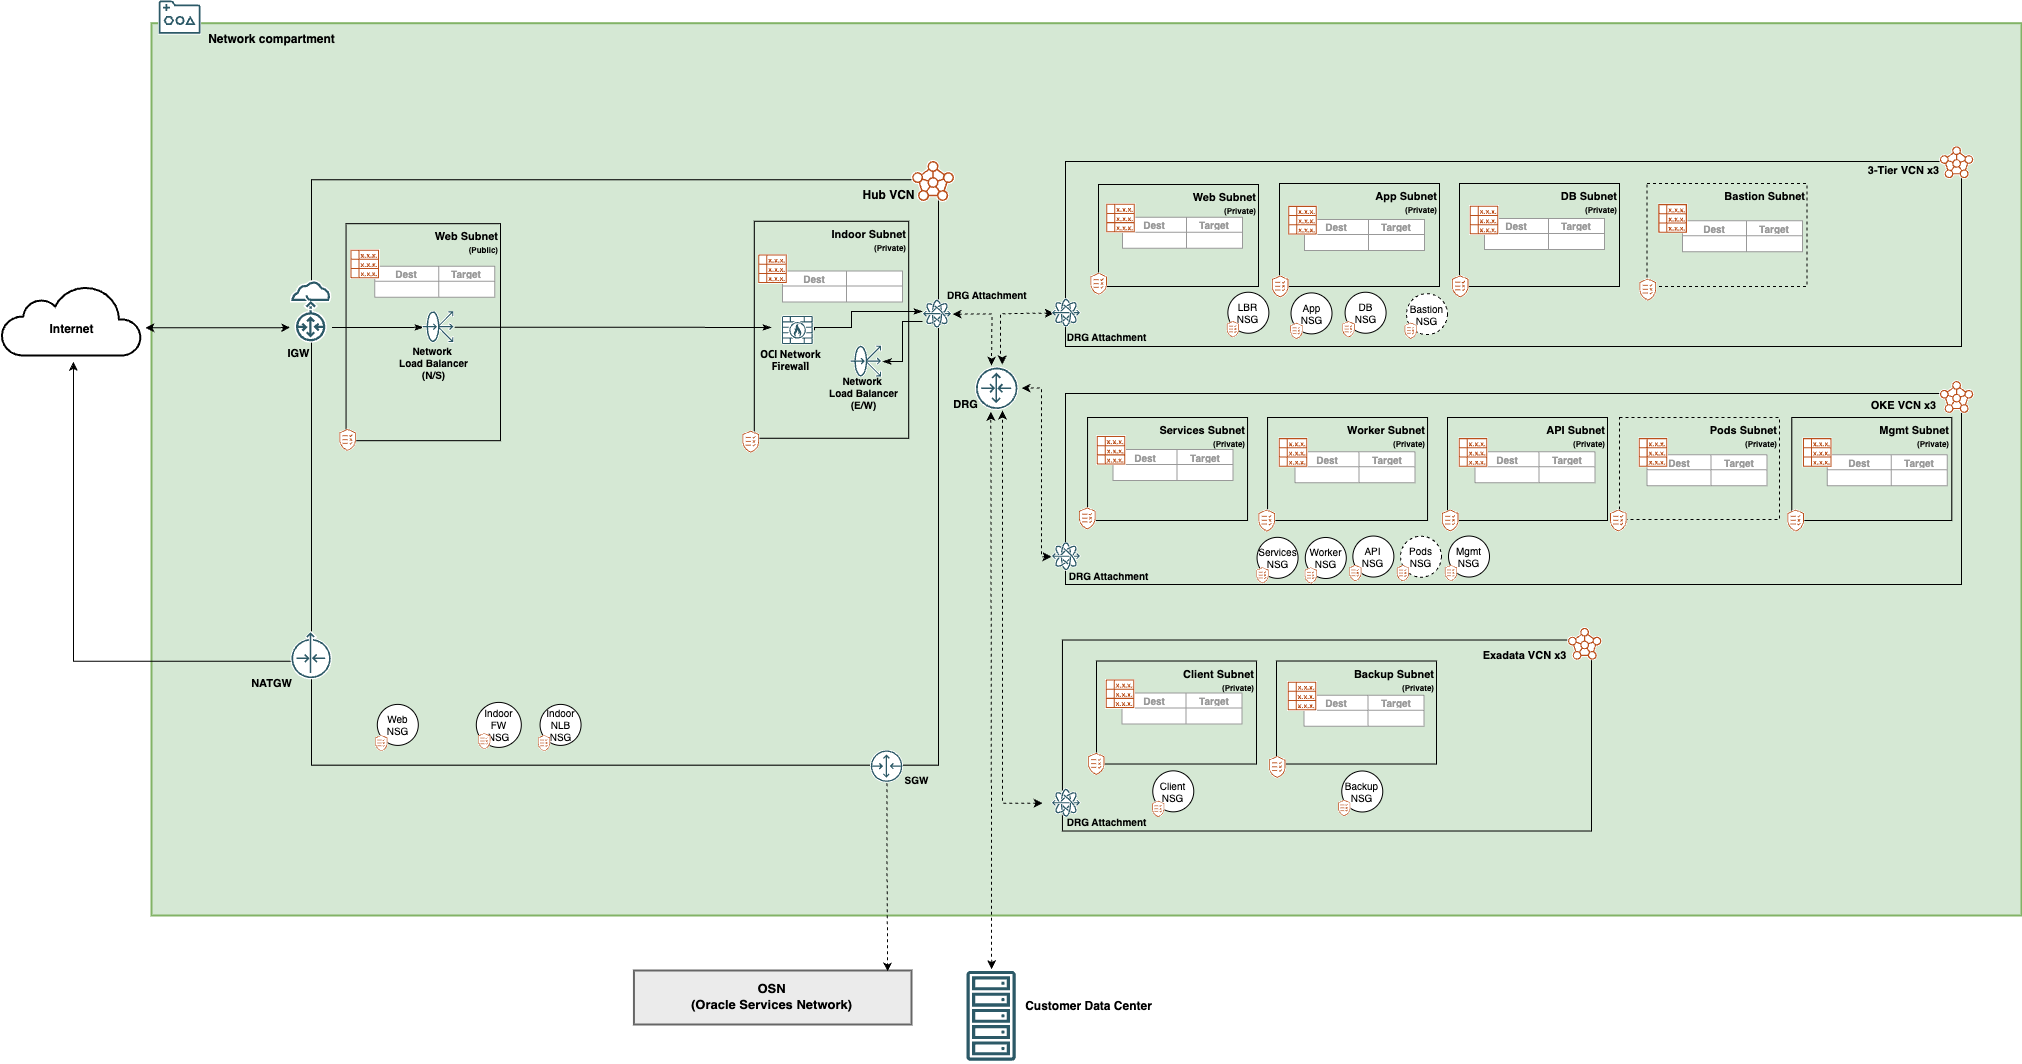 Network compartment
Internet
IGW
NATGW
Hub VCN
Web Subnet
(Public)
x.x.x.
x.x.x.
x.x.x.
Dest Target
Network
Load Balancer
(N/S)
Indoor Subnet
(Private)
x.x.x.
x.x.x.
x.x.x.
Dest
OCI Network
Firewall
Network
Load Balancer
(E/W)
Web
NSG
Indoor
FW
NSG
Indoor
NLB
NSG
SGW
DRG Attachment
DRG
3-Tier VCN x3
Web Subnet
(Private)
x.x.x.
x.x.x.
x.x.x.
Dest Target
App Subnet
(Private)
x.x.x.
x.x.x.
x.x.x.
Dest Target
DB Subnet
(Private)
x.x.x.
x.x.x.
x.x.x.
Dest Target
Bastion Subnet
x.x.x.
x.x.x.
x.x.x.
Dest Target
LBR
NSG
App
NSG
DB
NSG
Bastion
NSG
DRG Attachment
OKE VCN x3
Services Subnet
(Private)
x.x.x.
x.x.x.
x.x.x.
Dest Target
Worker Subnet
(Private)
x.x.x.
x.x.x.
x.x.x.
Dest Target
API Subnet
(Private)
x.x.x.
x.x.x.
x.x.x.
Dest Target
Pods Subnet
(Private)
x.x.x.
x.x.x.
x.x.x.
Dest Target
Mgmt Subnet
(Private)
x.x.x.
x.x.x.
x.x.x.
Dest Target
Services
NSG
Worker
NSG
API
NSG
Pods
NSG
Mgmt
NSG
DRG Attachment
Exadata VCN x3
Client Subnet
(Private)
x.x.x.
x.x.x.
x.x.x.
Dest Target
Backup Subnet
(Private)
x.x.x.
x.x.x.
x.x.x.
Dest Target
Client
NSG
Backup
NSG
DRG Attachment
OSN
(Oracle Services Network)
Customer Data Center